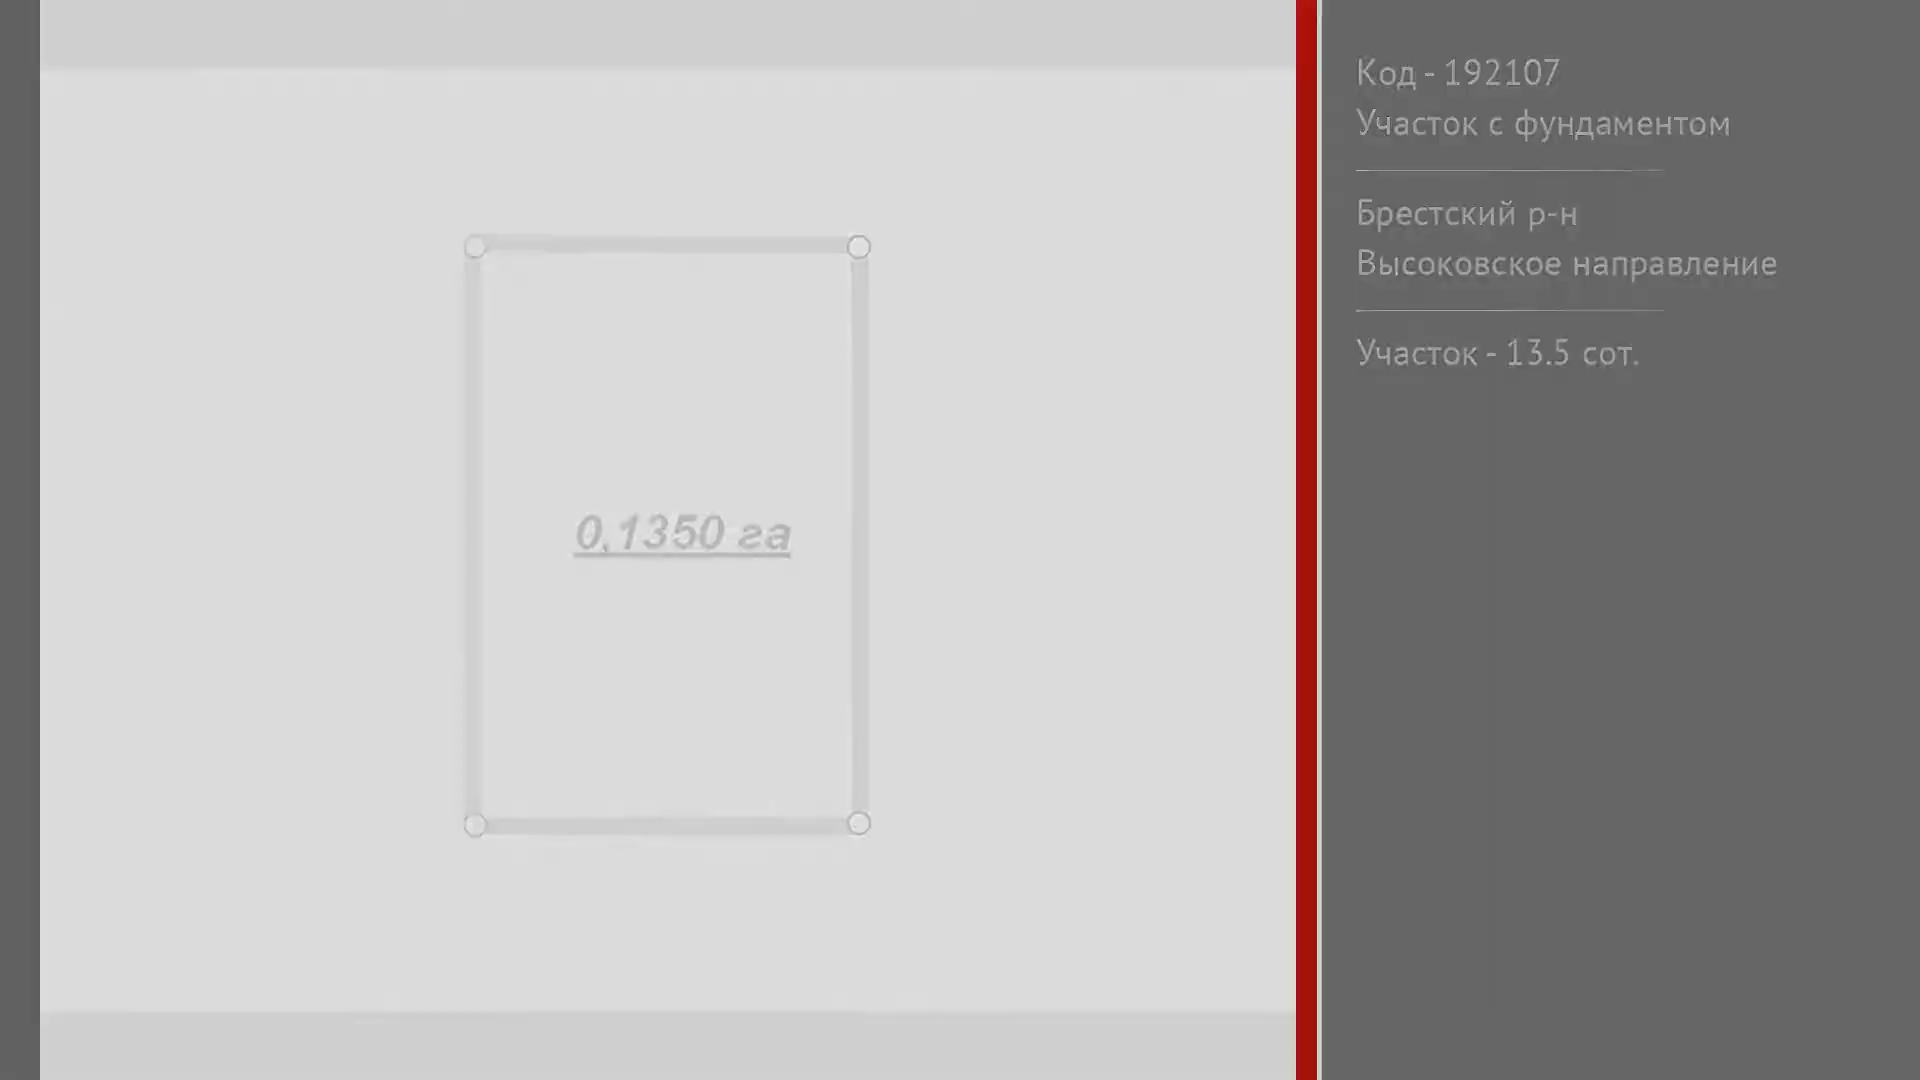 Код - 192107
Участок с фундаментом
Брестский р-н
Высоковское направление
Участок - 13.5 сот.
0,1350 га